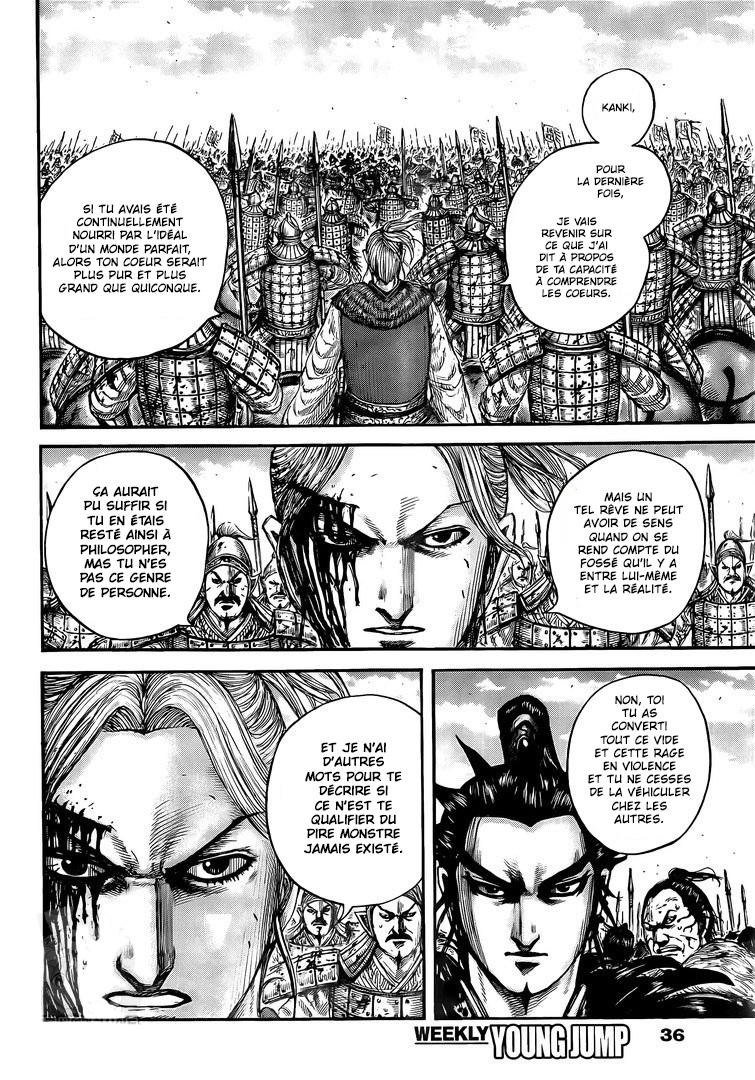 KANKI,
POUR
LA DERNIÈRE
FOIS,
JE VAIS
REVENIR SUR
CE QUE J'AI
DIT À PROPOS
DE TA CAPACITÉ
À COMPRENDRE
LES COEURS.
SI TU AVAIS ÉTÉ
CONTINUELLEMENT
NOURRI PAR L'IDÉAL
D'UN MONDE PARFAIT,
ALORS TON COEUR SERAIT
PLUS PUR ET PLUS
GRAND QUE QUICONQUE.
MAIS UN
TEL RÊVE NE PEUT
AVOIR DE SENS
QUAND ON SE
REND COMPTE DU
FOSSÉ QU'IL Y A
ENTRE LUI-MÊME
ET LA RÉALITÉ.
ÇA AURAIT
PU SUFFIR SI
TU EN ÉTAIS
RESTÉ AINSI À
PHILOSOPHER,
MAIS TU N'ES
PAS CE GENRE
DE PERSONNE.
NON, TOI
TU AS
CONVERTI
TOUT CE VIDE
ET CETTE RAGE
EN VIOLENCE
ET TU NE CESSES
DE LA VÉHICULER
CHEZ LES
AUTRES.
ET JE N'AI
D'AUTRES
MOTS POUR TE
DÉCRIRE SI
CE N'EST TE
QUALIFIER DU
PIRE MONSTRE
JAMAIS EXISTÉ.
WEEKLY YOUNG JUMP 36